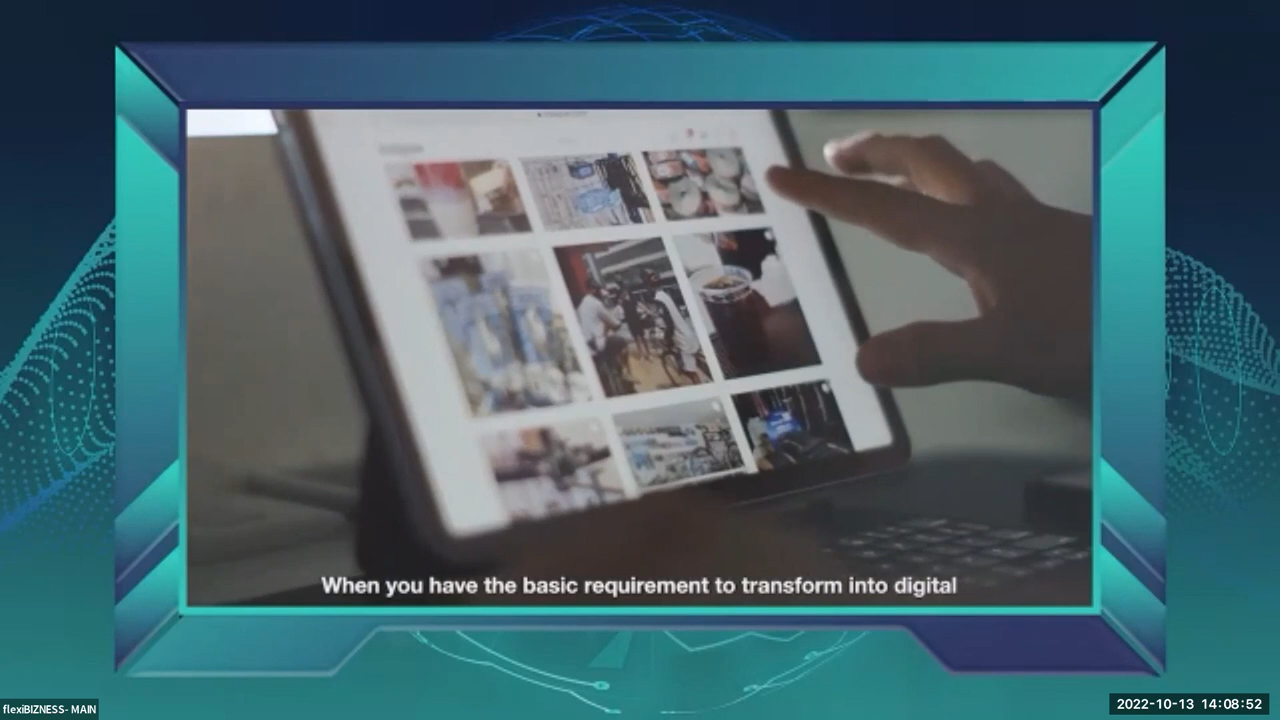 When you have the basic requirement to transform into digital
flexiBIZNESS- MAIN
2022-10-13 14:08:52